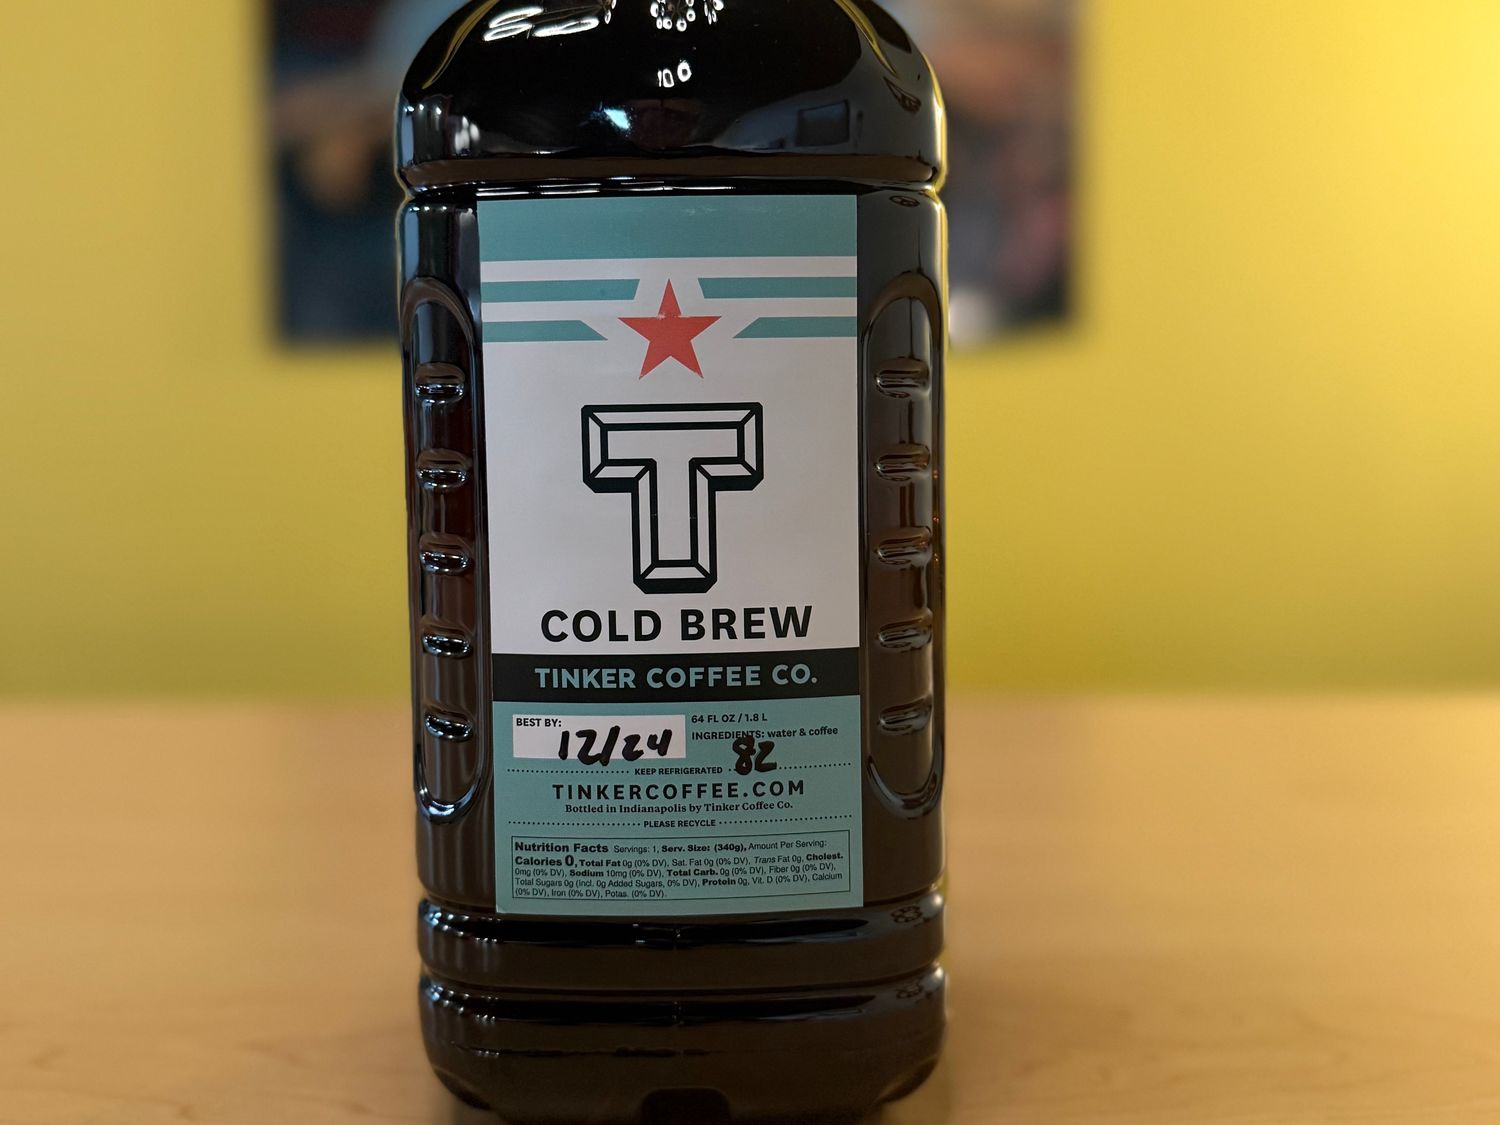 T
COLD BREW
TINKER COFFEE CO.
BEST BY:
12/24
64 FL OZ / 1.8 L
INGREDIENTS: water & coffee
82
KEEP REFRIGERATED
TINKERCOFFEE.COM
Bottled in Indianapolis by Tinker Coffee Co.
PLEASE RECYCLE
Nutrition Facts Servings: 1, Serv. Size: (340g), Amount Per Serving:
Calories 0, Total Fat 0g (0% DV), Sat. Fat 0g (0% DV), Trans Fat 0g, Cholest.
0mg (0% DV), Sodium 10mg (0% DV), Total Carb. 0g (0% DV), Fiber 0g (0% DV),
Total Sugars 0g (Incl. 0g Added Sugars, 0% DV), Protein 0g, Vit. D (0% DV), Calcium
(0% DV), Iron (0% DV), Potas. (0% DV).